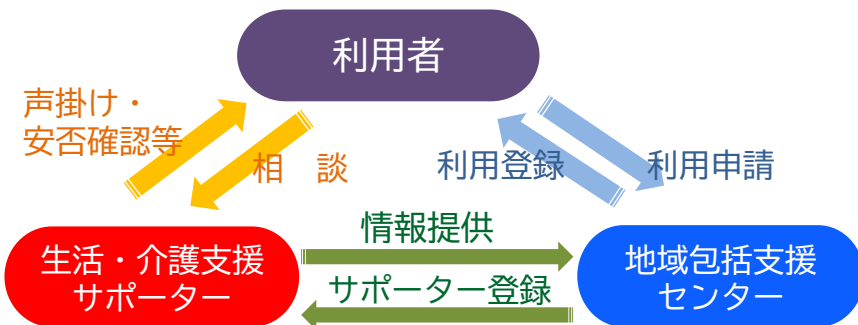 利用者
声掛け・
安否確認等
相　談
利用登録
利用申請
情報提供
生活・介護支援
サポーター
地域包括支援
センター
サポーター登録